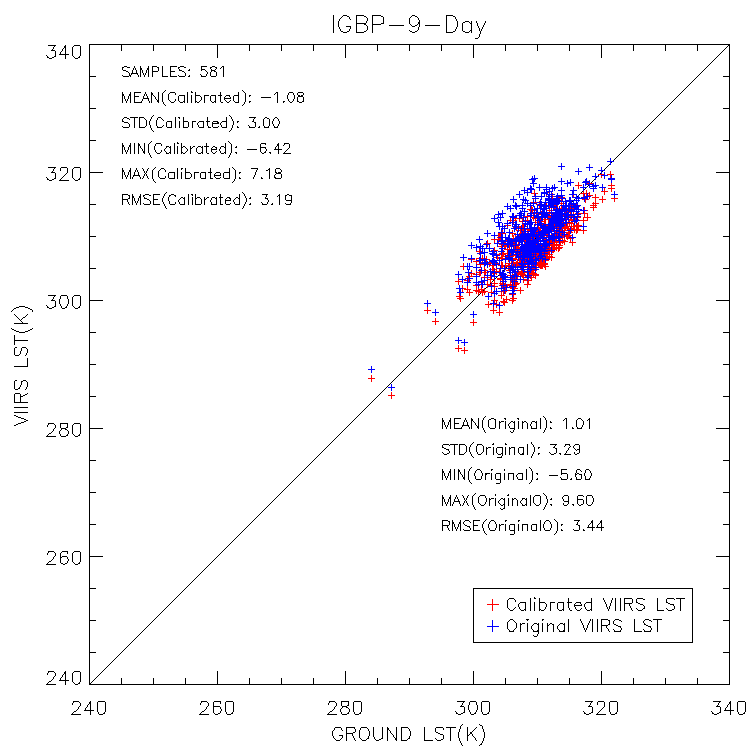 IGBP-9-Day
340
SAMPLES: 581
MEAN(Calibrated): -1.08
STD(Calibrated): 3.00
MIN(Calibrated): -6.42
MAX(Calibrated): 7.18
RMSE(Calibrated): 3.19
320
300
VIIRS LST(K)
280
MEAN(Original): 1.01
STD(Original): 3.29
MIN(Original): -5.60
MAX(OriginalO): 9.60
RMSE(OriginalO): 3.44
260
Calibrated VIIRS LST
Original VIIRS LST
240
240 260 280 300 320 340
GROUND LST(K)